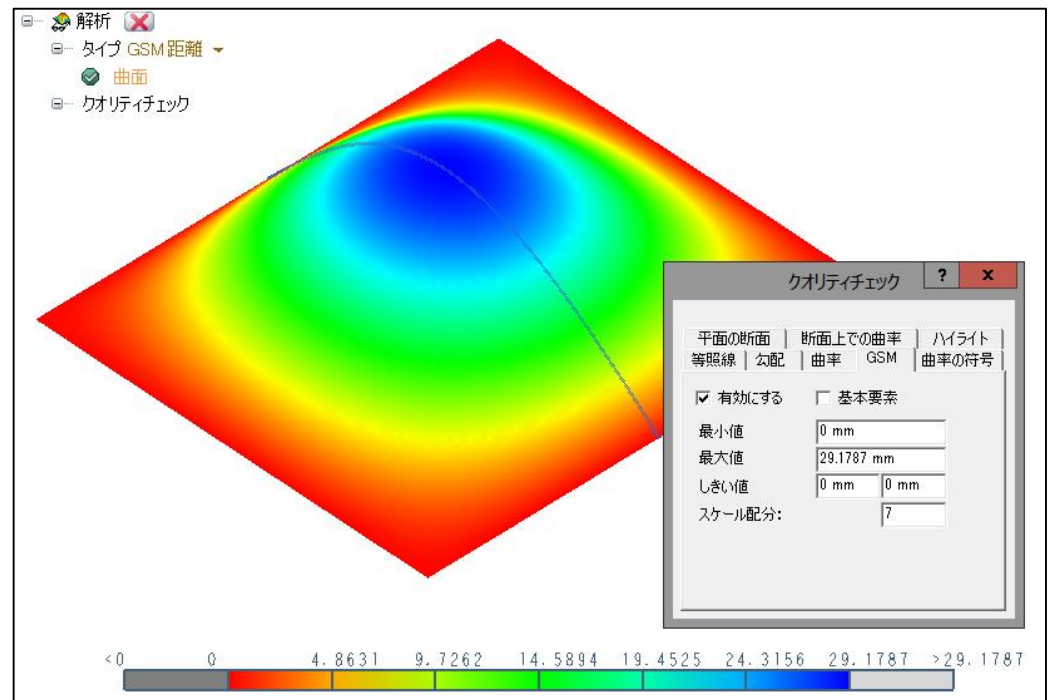 解析
タイプ GSM 距離
曲面
クオリティチェック
クオリティチェック
平面の断面 断面上での曲率 ハイライト
等照線 勾配 曲率 GSM 曲率の符号
有効にする 基本要素
最小値 0 mm
最大値 29.1787 mm
しきい値 0 mm 0 mm
スケール配分: 7
<0 0 4.8631 9.7262 14.5894 19.4525 24.3156 29.1787 >29.1787